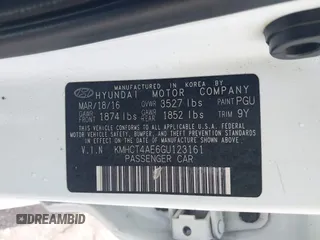 MANUFACTURED IN KOREA BY
HYUNDAI MOTOR COMPANY
MAR/18/16 GVWR 3527 lbs PAINT PGU
GAWR FRONT 1874 lbs GAWR REAR 1852 lbs TRIM 9Y
THIS VEHICLE CONFORMS TO ALL APPLICABLE
U.S. FEDERAL MOTOR VEHICLE SAFETY, BUMPER,
AND THEFT PREVENTION STANDARDS IN EFFECT
ON THE DATE OF MANUFACTURE SHOWN ABOVE.
V.I.N KMHCT4AE6GU123161
PASSENGER CAR